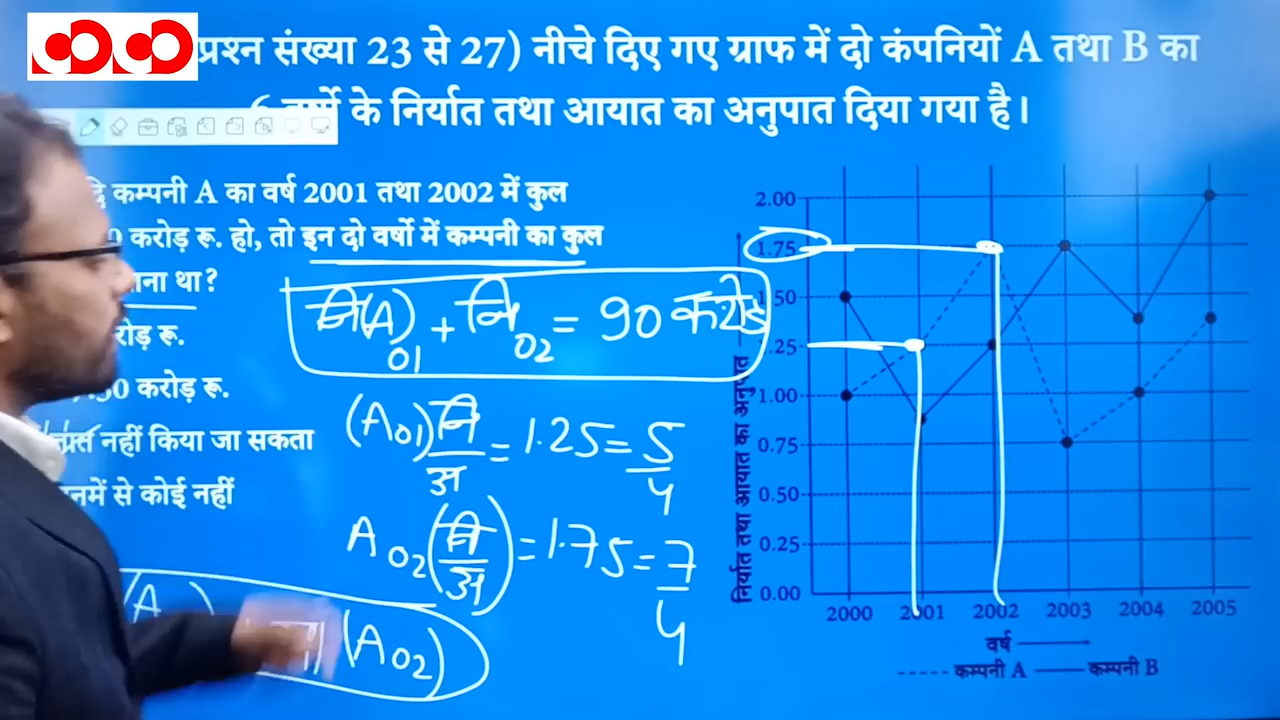 प्रश्न संख्या 23 से 27) नीचे दिए गए ग्राफ में दो कंपनियों A तथा B का
के निर्यात तथा आयात का अनुपात दिया गया है।
कम्पनी A का वर्ष 2001 तथा 2002 में कुल
करोड़ रू. हो, तो इन दो वर्षो में कम्पनी का कुल
था?
रू.
करोड़ रू.
नहीं किया जा सकता
से कोई नहीं
नि(A)01 + नि02 = 90 करोड़
(A01) नि/अ = 1.25 = 5/4
A02 (नि/अ) = 1.75 = 7/4
(A
(A02)
निर्यात तथा आयात का अनुपात
2.00
1.75
1.50
1.25
1.00
0.75
0.50
0.25
0.00
2000 2001 2002 2003 2004 2005
वर्ष
कम्पनी A कम्पनी B